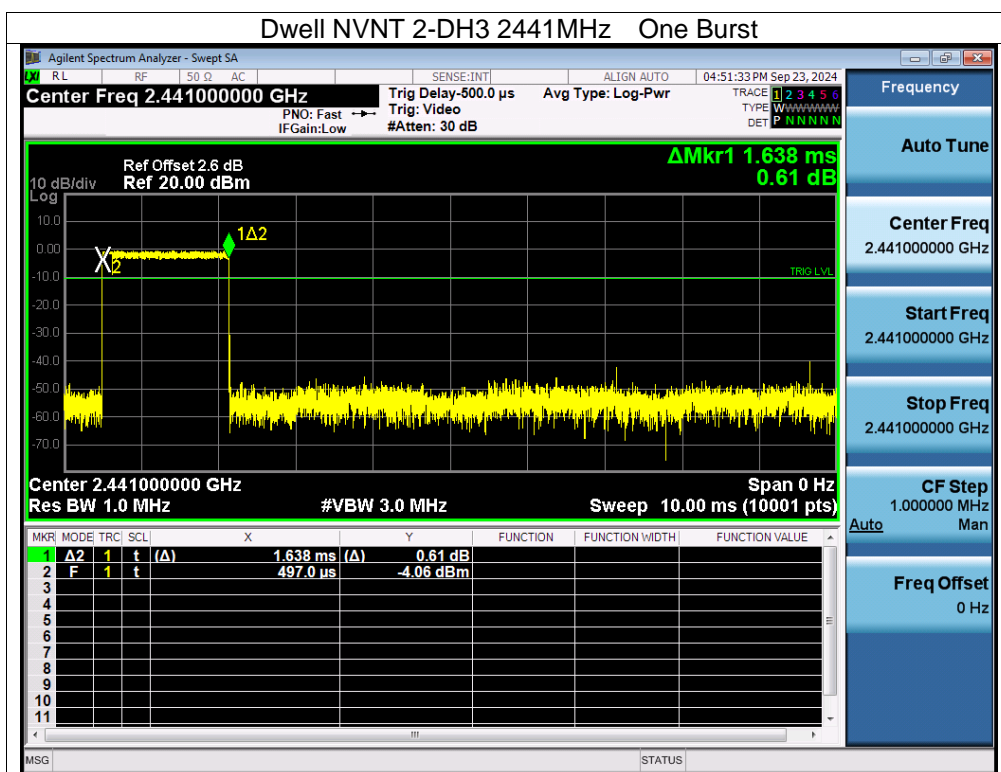 Dwell NVNT 2-DH3 2441MHz One Burst
Agilent Spectrum Analyzer - Swept SA
LXI RL RF 50 Ω AC SENSE:INT ALIGN AUTO 04:51:33 PM Sep 23, 2024
Center Freq 2.441000000 GHz Trig Delay-500.0 µs Avg Type: Log-Pwr TRACE 1 2 3 4 5 6
PNO: Fast Trig: Video TYPE WWWWWW
IFGain:Low #Atten: 30 dB DET P NNNNN
Ref Offset 2.6 dB ΔMkr1 1.638 ms
10 dB/div Ref 20.00 dBm 0.61 dB
Log
10.0
0.00
-10.0
-20.0
-30.0
-40.0
-50.0
-60.0
-70.0
1Δ2
X2
TRIG LVL
Center 2.441000000 GHz Span 0 Hz
Res BW 1.0 MHz #VBW 3.0 MHz Sweep 10.00 ms (10001 pts)
MKR MODE TRC SCL X Y FUNCTION FUNCTION WIDTH FUNCTION VALUE
1 Δ2 1 t (Δ) 1.638 ms (Δ) 0.61 dB
2 F 1 t 497.0 µs -4.06 dBm
3
4
5
6
7
8
9
10
11
MSG STATUS
Frequency
Auto Tune
Center Freq
2.441000000 GHz
Start Freq
2.441000000 GHz
Stop Freq
2.441000000 GHz
CF Step
1.000000 MHz
Auto Man
Freq Offset
0 Hz